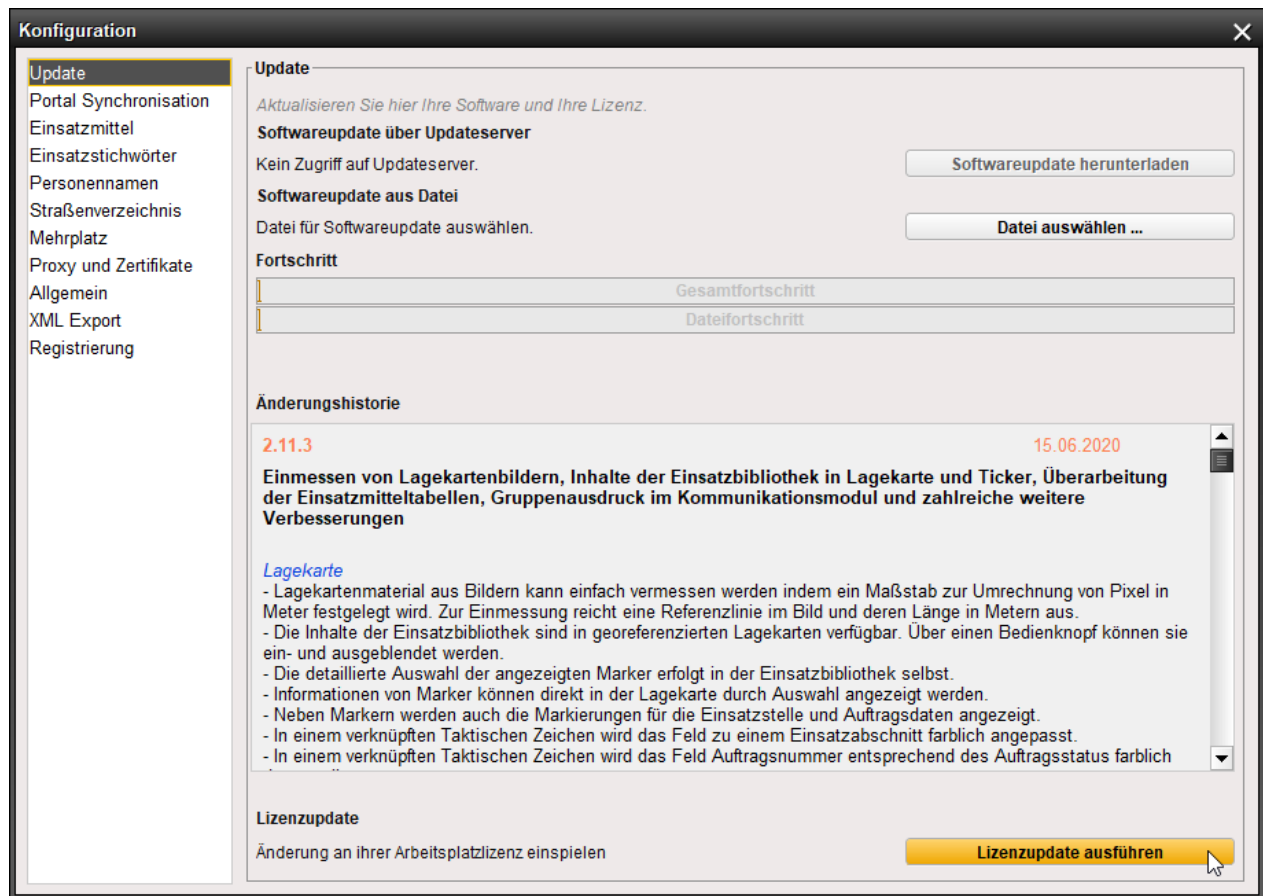 Konfiguration
Update
Portal Synchronisation
Einsatzmittel
Einsatzstichwörter
Personennamen
Straßenverzeichnis
Mehrplatz
Proxy und Zertifikate
Allgemein
XML Export
Registrierung
Update
Aktualisieren Sie hier Ihre Software und Ihre Lizenz.
Softwareupdate über Updateserver
Kein Zugriff auf Updateserver.
Softwareupdate herunterladen
Softwareupdate aus Datei
Datei für Softwareupdate auswählen.
Datei auswählen ...
Fortschritt
Gesamtfortschritt
Dateifortschritt
Änderungshistorie
2.11.3 15.06.2020
Einmessen von Lagekartenbildern, Inhalte der Einsatzbibliothek in Lagekarte und Ticker, Überarbeitung
der Einsatzmitteltabellen, Gruppenausdruck im Kommunikationsmodul und zahlreiche weitere
Verbesserungen
Lagekarte
- Lagekartenmaterial aus Bildern kann einfach vermessen werden indem ein Maßstab zur Umrechnung von Pixel in
Meter festgelegt wird. Zur Einmessung reicht eine Referenzlinie im Bild und deren Länge in Metern aus.
- Die Inhalte der Einsatzbibliothek sind in georeferenzierten Lagekarten verfügbar. Über einen Bedienknopf können sie
ein- und ausgeblendet werden.
- Die detaillierte Auswahl der angezeigten Marker erfolgt in der Einsatzbibliothek selbst.
- Informationen von Marker können direkt in der Lagekarte durch Auswahl angezeigt werden.
- Neben Markern werden auch die Markierungen für die Einsatzstelle und Auftragsdaten angezeigt.
- In einem verknüpften Taktischen Zeichen wird das Feld zu einem Einsatzabschnitt farblich angepasst.
- In einem verknüpften Taktischen Zeichen wird das Feld Auftragsnummer entsprechend des Auftragsstatus farblich
Lizenzupdate
Änderung an ihrer Arbeitsplatzlizenz einspielen
Lizenzupdate ausführen